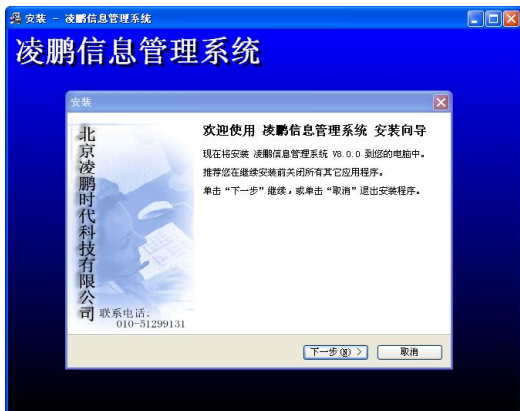 安装 - 凌鹏信息管理系统
凌鹏信息管理系统
安装
北京凌鹏时代科技有限公司
联系电话:
010-51299131
欢迎使用 凌鹏信息管理系统 安装向导
现在将安装 凌鹏信息管理系统 V8.0.0 到您的电脑中。
推荐您在继续安装前关闭所有其它应用程序。
单击“下一步”继续，或单击“取消”退出安装程序。
下一步(N) >
取消